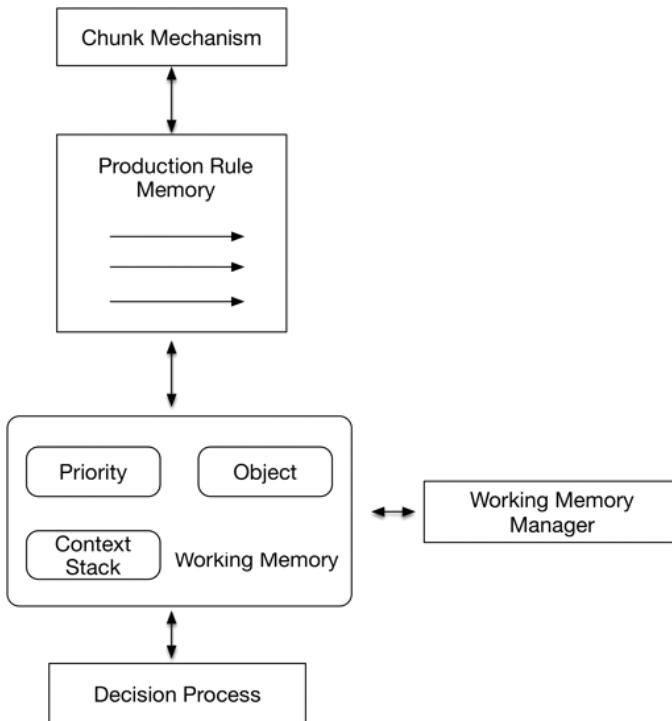 Chunk Mechanism
Production Rule
Memory
Priority
Object
Context
Stack
Working Memory
Working Memory
Manager
Decision Process